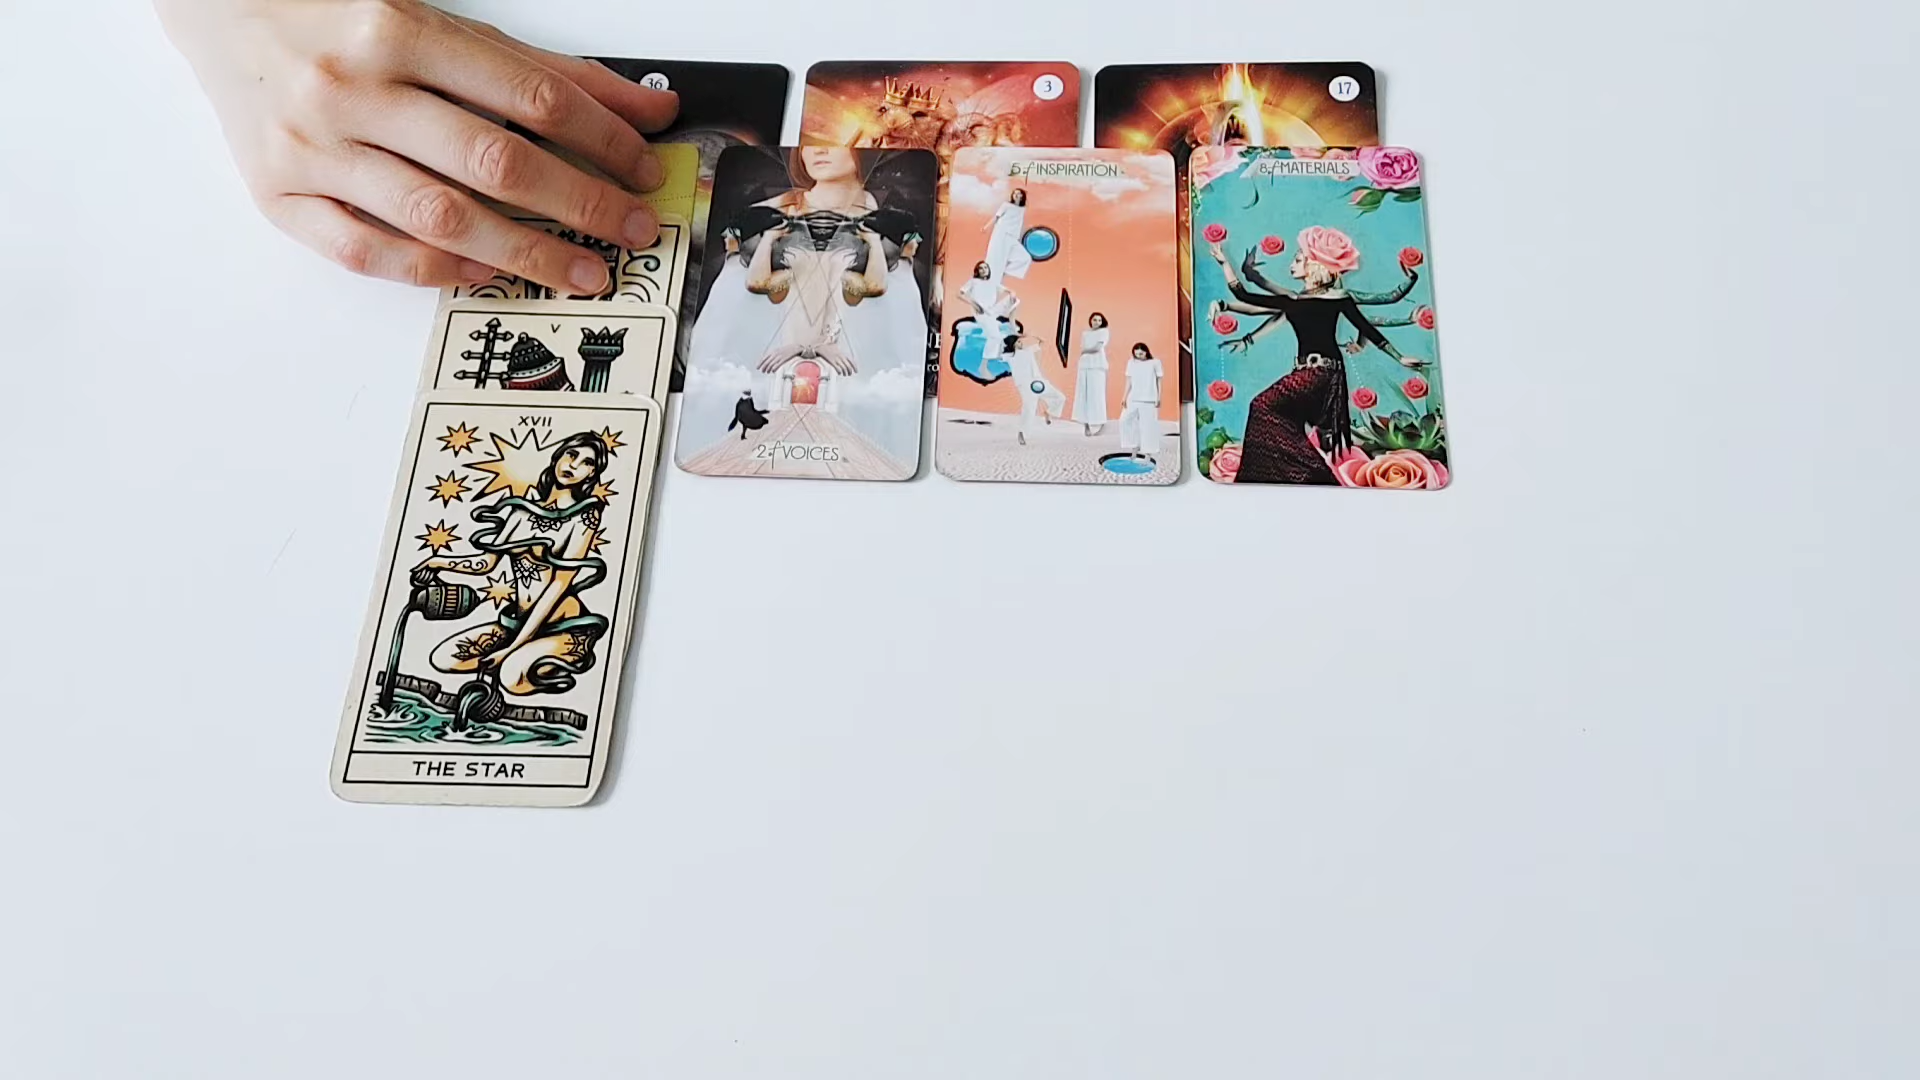 36
3
17
5 of INSPIRATION
8 of MATERIALS
V
XVII
2 of VOICES
THE STAR